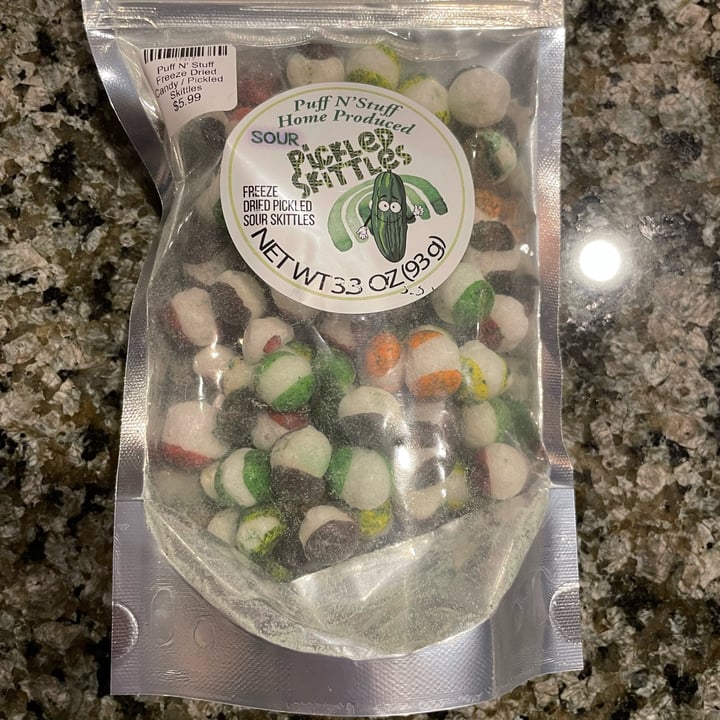 Puff N' Stuff
Freeze Dried
Candy / Pickled
Skittles
$5.99
Puff N'Stuff
Home Produced
SOUR
PICKLED
SKITTLES
FREEZE
DRIED PICKLED
SOUR SKITTLES
NET WT 3.3 OZ (93 g)